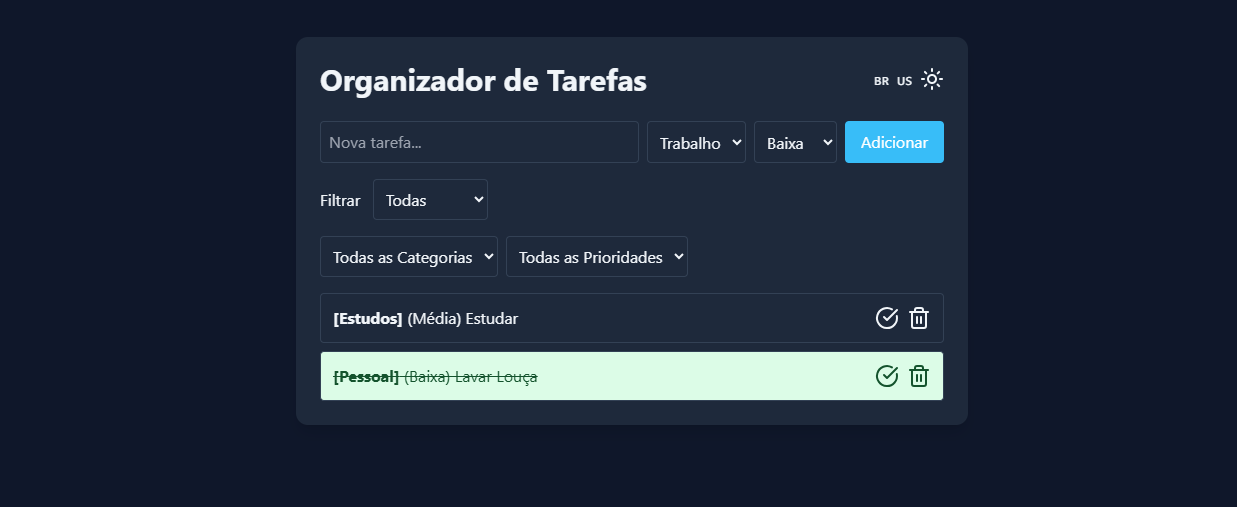 Organizador de Tarefas BR US
Nova tarefa... Trabalho Baixa Adicionar
Filtrar Todas
Todas as Categorias Todas as Prioridades
[Estudos] (Média) Estudar
[Pessoal] (Baixa) Lavar Louça